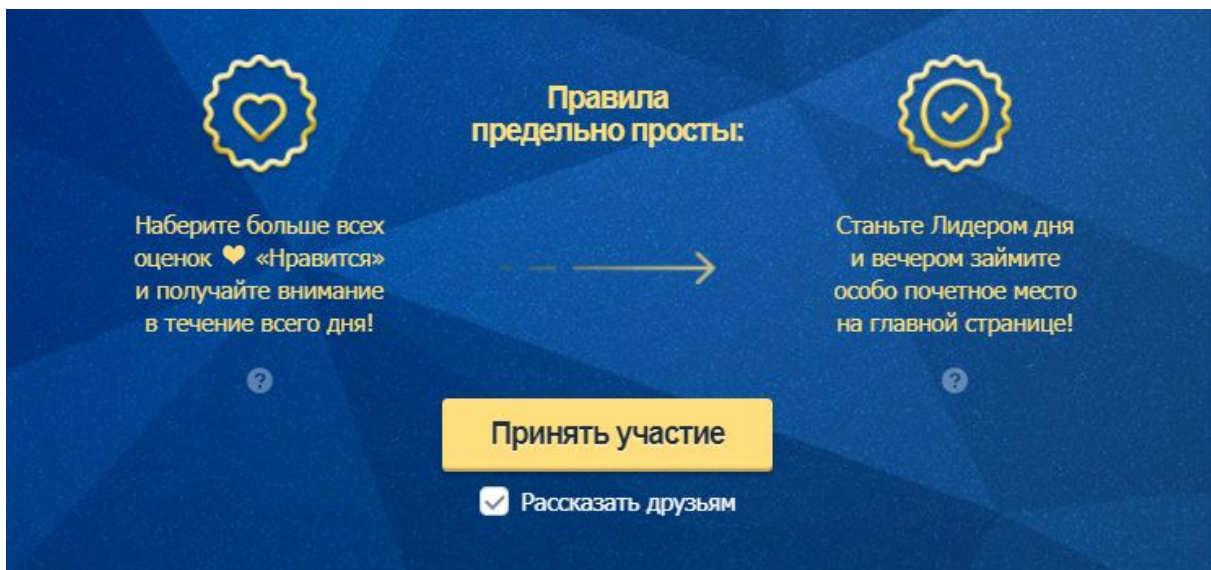 Правила
предельно просты:
Наберите больше всех
оценок ♥ «Нравится»
и получайте внимание
в течение всего дня!
?
Станьте Лидером дня
и вечером займите
особо почетное место
на главной странице!
?
Принять участие
Рассказать друзьям